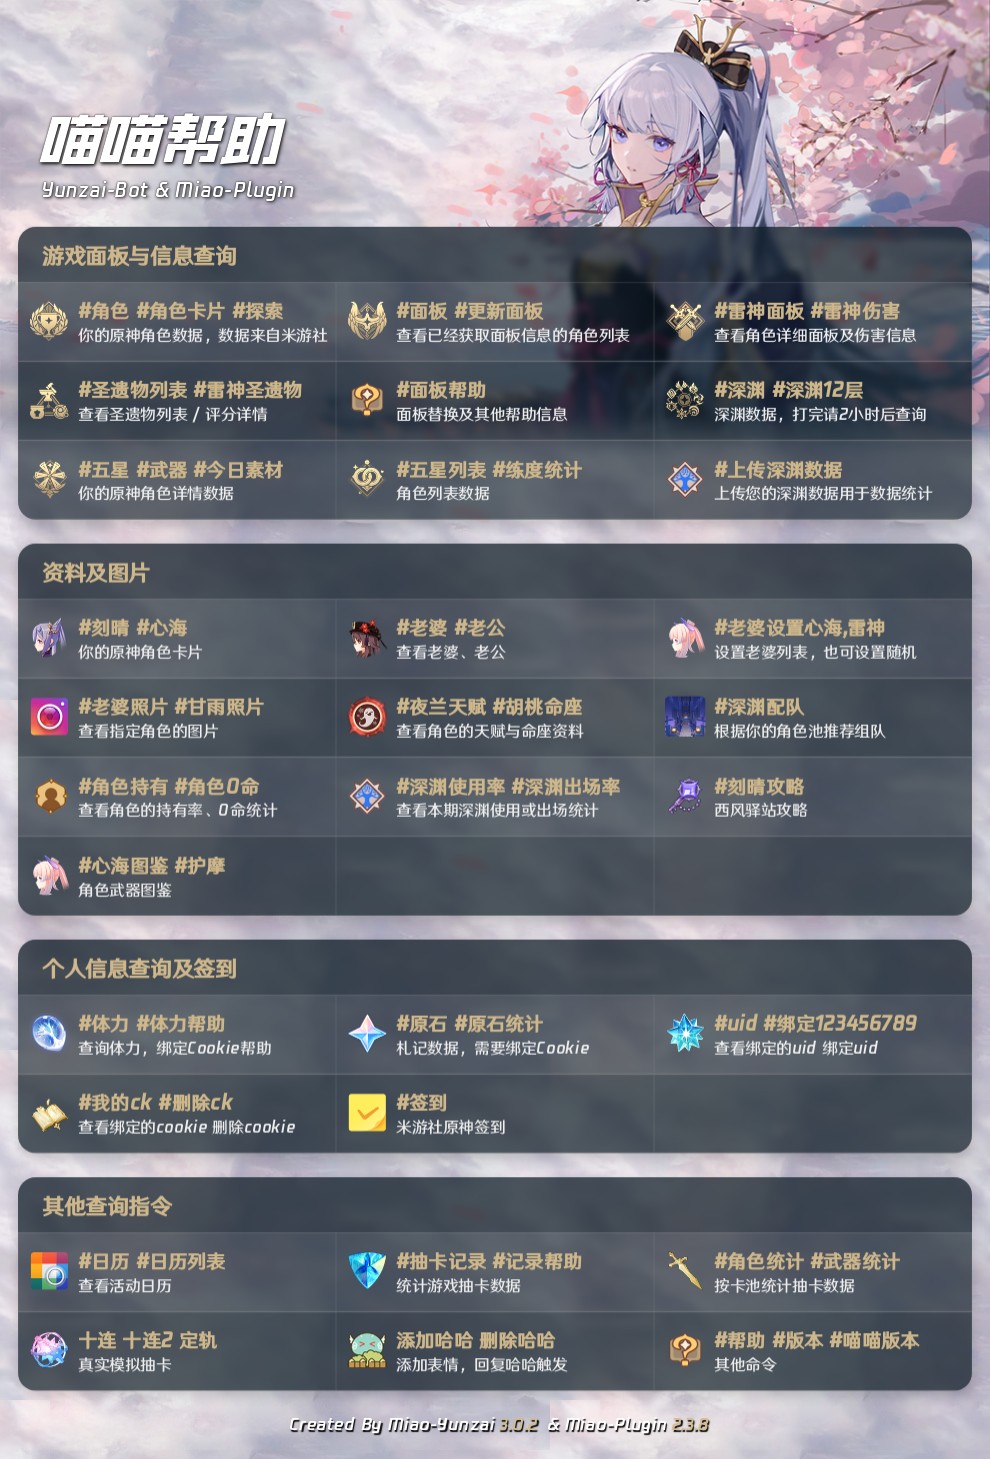 喵喵帮助
Yunzai-Bot & Miao-Plugin
游戏面板与信息查询
#角色 #角色卡片 #探索
你的原神角色数据，数据来自米游社
#面板 #更新面板
查看已经获取面板信息的角色列表
#雷神面板 #雷神伤害
查看角色详细面板及伤害信息
#圣遗物列表 #雷神圣遗物
查看圣遗物列表 / 评分详情
#面板帮助
面板替换及其他帮助信息
#深渊 #深渊12层
深渊数据，打完请2小时后查询
#五星 #武器 #今日素材
你的原神角色详情数据
#五星列表 #练度统计
角色列表数据
#上传深渊数据
上传您的深渊数据用于数据统计
资料及图片
#刻晴 #心海
你的原神角色卡片
#老婆 #老公
查看老婆、老公
#老婆设置心海,雷神
设置老婆列表，也可设置随机
#老婆照片 #甘雨照片
查看指定角色的图片
#夜兰天赋 #胡桃命座
查看角色的天赋与命座资料
#深渊配队
根据你的角色池推荐组队
#角色持有 #角色0命
查看角色的持有率、0命统计
#深渊使用率 #深渊出场率
查看本期深渊使用或出场统计
#刻晴攻略
西风驿站攻略
#心海图鉴 #护摩
角色武器图鉴
个人信息查询及签到
#体力 #体力帮助
查询体力，绑定Cookie帮助
#原石 #原石统计
札记数据，需要绑定Cookie
#uid #绑定123456789
查看绑定的uid 绑定uid
#我的ck #删除ck
查看绑定的cookie 删除cookie
#签到
米游社原神签到
其他查询指令
#日历 #日历列表
查看活动日历
#抽卡记录 #记录帮助
统计游戏抽卡数据
#角色统计 #武器统计
按卡池统计抽卡数据
十连 十连2 定轨
真实模拟抽卡
添加哈哈 删除哈哈
添加表情，回复哈哈触发
#帮助 #版本 #喵喵版本
其他命令
Created By Miao-Yunzai 3.0.2 & Miao-Plugin 2.3.8